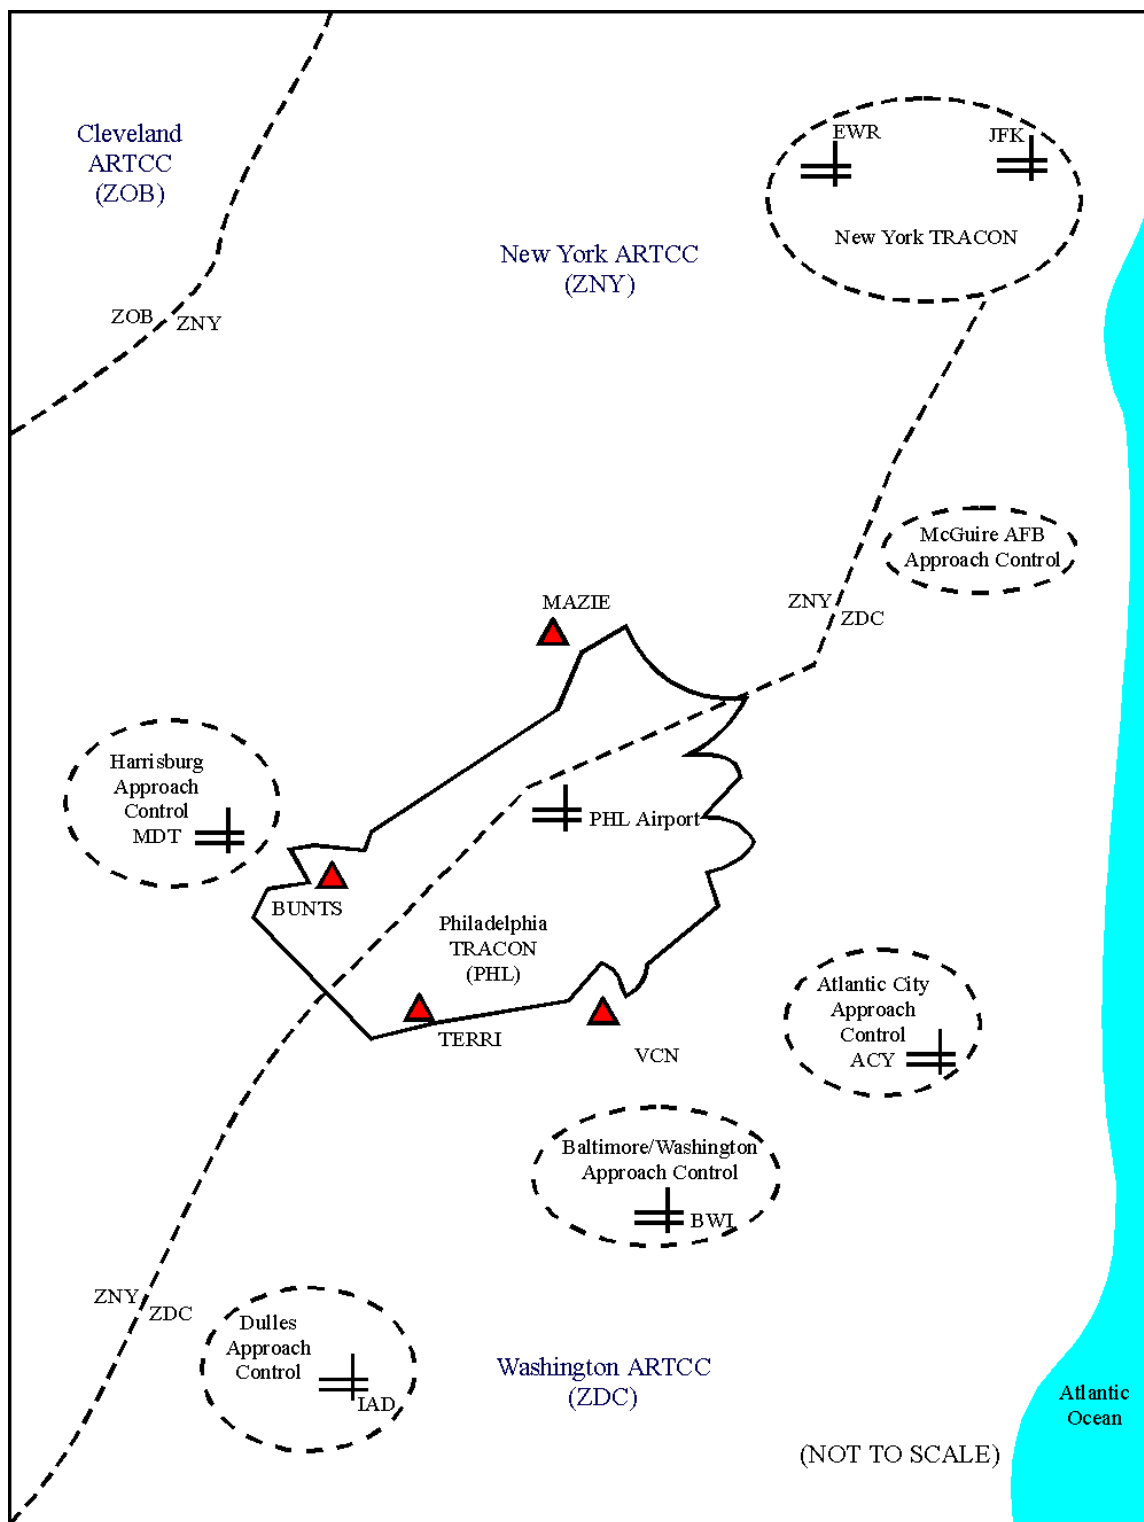 Cleveland
ARTCC
(ZOB)
EWR
JFK
New York TRACON
New York ARTCC
(ZNY)
ZOB
ZNY
McGuire AFB
Approach Control
MAZIE
ZNY
ZDC
Harrisburg
Approach
Control
MDT
PHL Airport
BUNTS
Philadelphia
TRACON
(PHL)
TERRI
VCN
Atlantic City
Approach
Control
ACY
Baltimore/Washington
Approach Control
BWI
ZNY
ZDC
Dulles
Approach
Control
IAD
Washington ARTCC
(ZDC)
Atlantic
Ocean
(NOT TO SCALE)